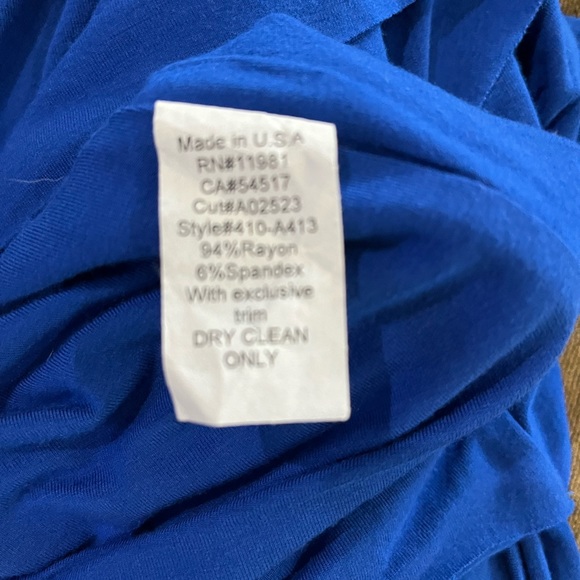 Made in U.S.A
RN#11981
CA#54517
Cut#A02523
Style#410-A413
94%Rayon
6%Spandex
With exclusive
trim
DRY CLEAN
ONLY